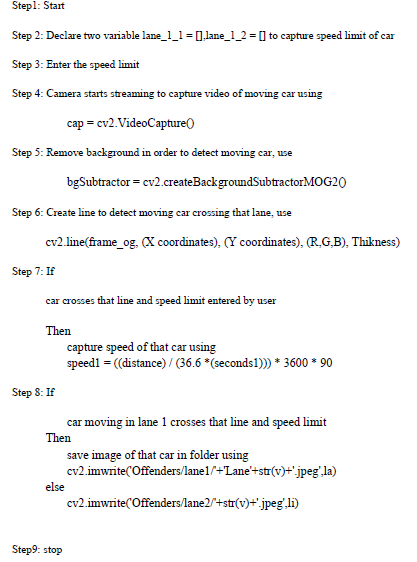 Step1: Start
Step 2: Declare two variable lane_1_1 = [],lane_1_2 = [] to capture speed limit of car
Step 3: Enter the speed limit
Step 4: Camera starts streaming to capture video of moving car using
cap = cv2.VideoCapture()
Step 5: Remove background in order to detect moving car, use
bgSubtractor = cv2.createBackgroundSubtractorMOG2()
Step 6: Create line to detect moving car crossing that lane, use
cv2.line(frame_og, (X coordinates), (Y coordinates), (R,G,B), Thikness)
Step 7: If
car crosses that line and speed limit entered by user
Then
capture speed of that car using
speed1 = ((distance) / (36.6 *(seconds1))) * 3600 * 90
Step 8: If
car moving in lane 1 crosses that line and speed limit
Then
save image of that car in folder using
cv2.imwrite('Offenders/lane1/'+'Lane'+str(v)+'.jpeg',la)
else
cv2.imwrite('Offenders/lane2/'+str(v)+'.jpeg',li)
Step9: stop